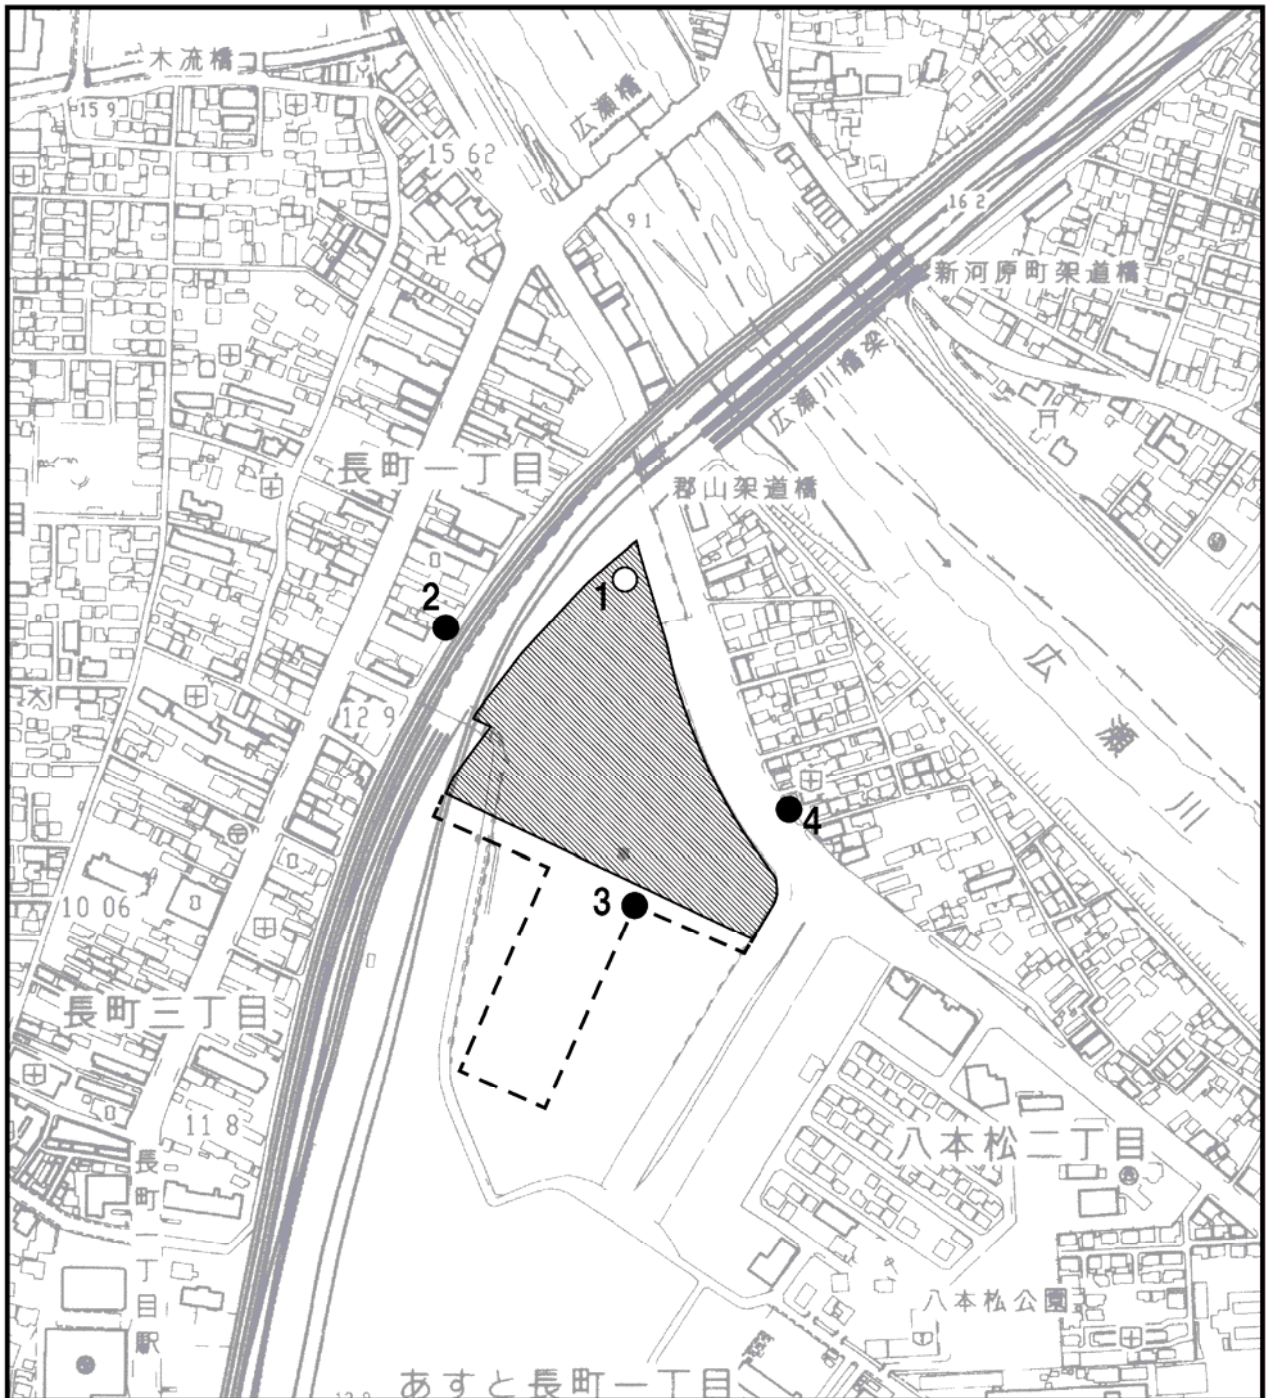 木流橋
15 9
広瀬橋
15 62
9 1
16 2
新河原町架道橋
広瀬川橋梁
長町一丁目
郡山架道橋
2
1
広瀬川
12 9
4
3
10 06
長町三丁目
11 8
八本松二丁目
長町一丁目駅
八本松公園
あすと長町一丁目